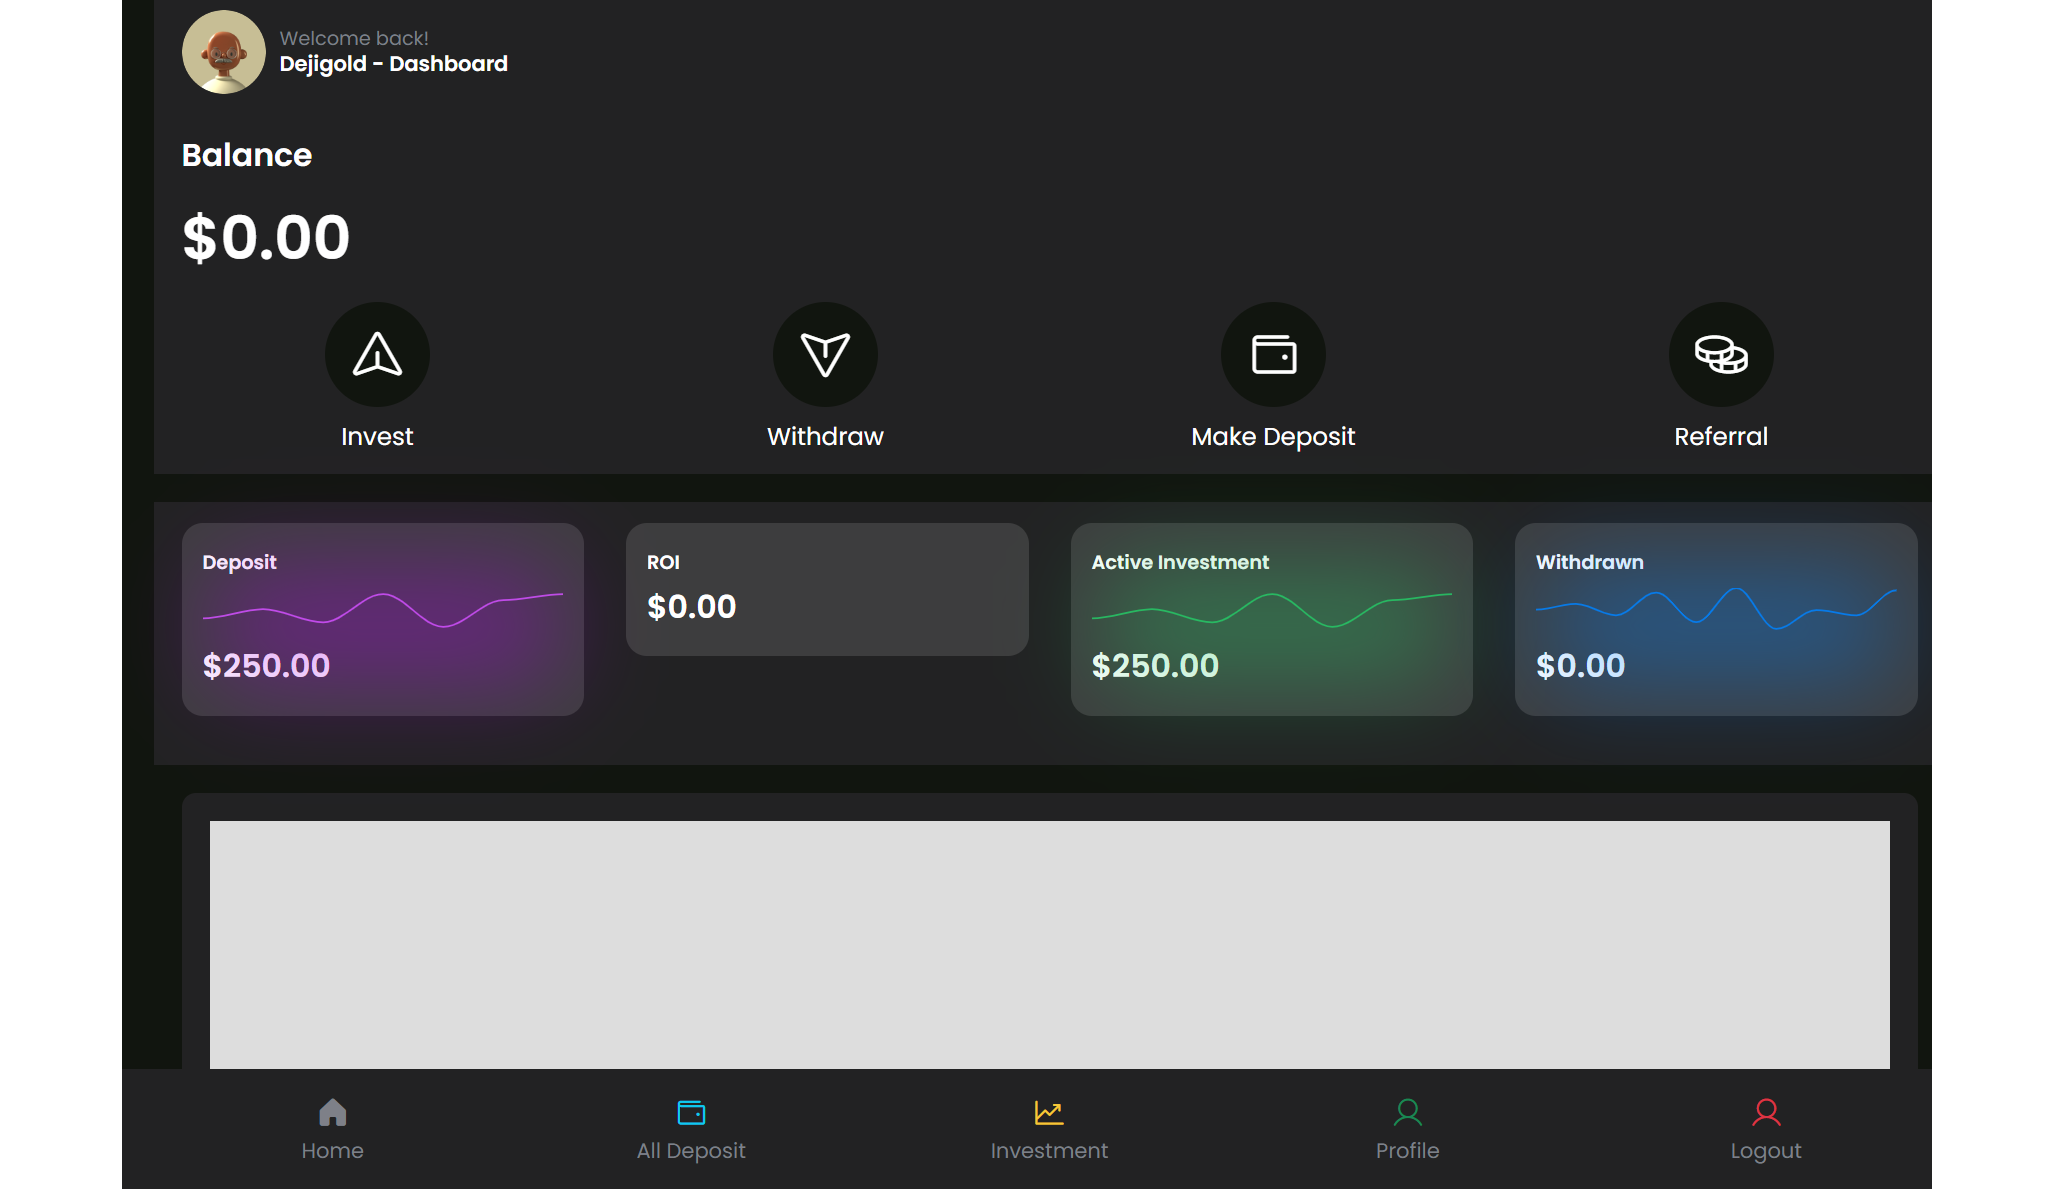 Welcome back!
Dejigold - Dashboard
Balance
$0.00
Invest
Withdraw
Make Deposit
Referral
Deposit
$250.00
ROI
$0.00
Active Investment
$250.00
Withdrawn
$0.00
Home
All Deposit
Investment
Profile
Logout